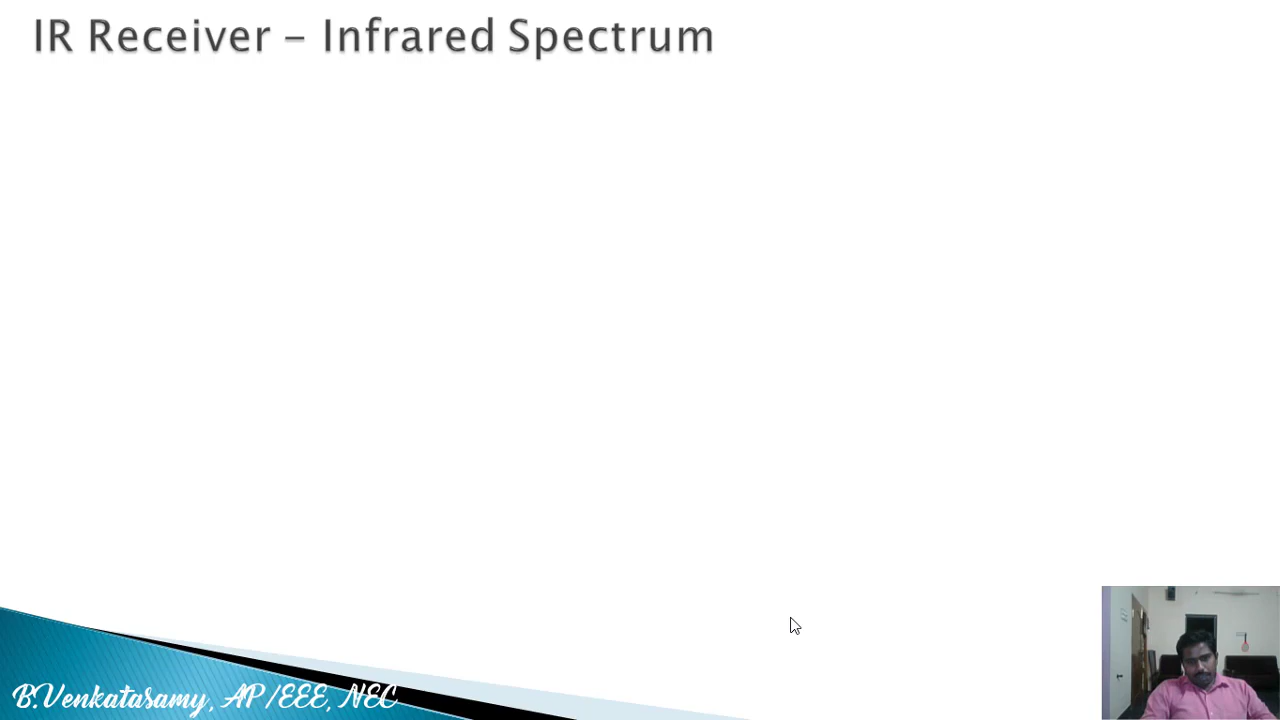 IR Receiver - Infrared Spectrum
B.Venkatasamy, AP/EEE, NEC